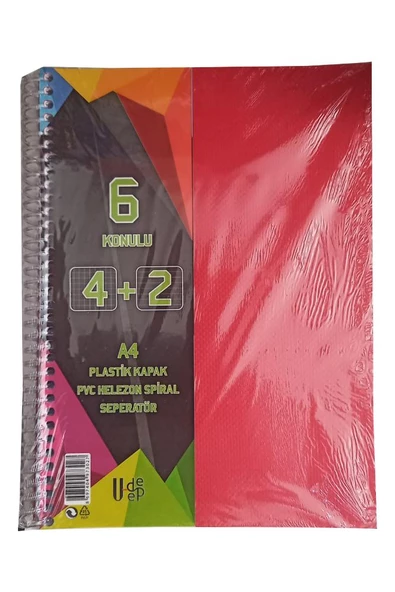 6
KONULU
4+2
A4
PLASTİK KAPAK
PVC HELEZON SPİRAL
SEPERATÖR
U-deep